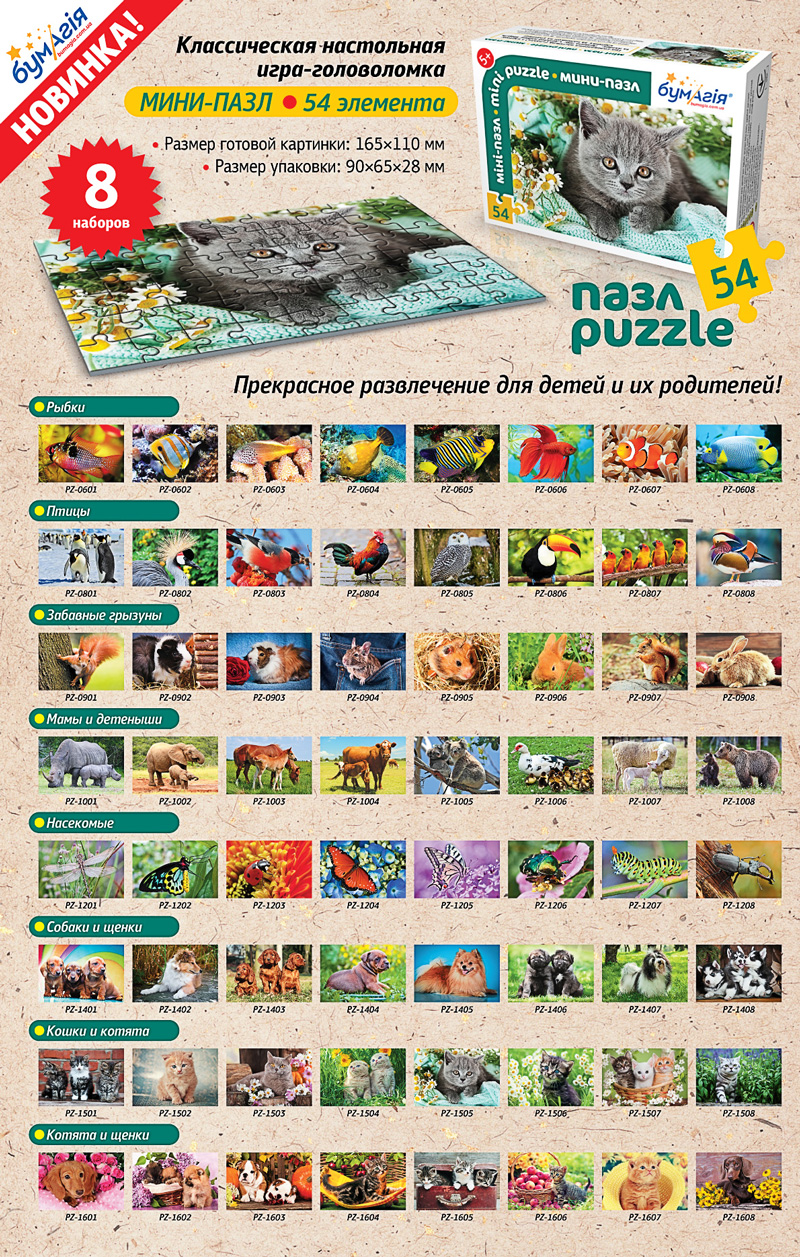 бумАгія
bumagia.com.ua
НОВИНКА!
Классическая настольная
игра-головоломка
МИНИ-ПАЗЛ • 54 элемента
• Размер готовой картинки: 165×110 мм
• Размер упаковки: 90×65×28 мм
8
наборов
5+
міні-пазл • mini puzzle • мини-пазл
бумАгія®
bumagia.com.ua
54
54
пазл
puzzle
Прекрасное развлечение для детей и их родителей!
Рыбки
PZ-0601 PZ-0602 PZ-0603 PZ-0604 PZ-0605 PZ-0606 PZ-0607 PZ-0608
Птицы
PZ-0801 PZ-0802 PZ-0803 PZ-0804 PZ-0805 PZ-0806 PZ-0807 PZ-0808
Забавные грызуны
PZ-0901 PZ-0902 PZ-0903 PZ-0904 PZ-0905 PZ-0906 PZ-0907 PZ-0908
Мамы и детеныши
PZ-1001 PZ-1002 PZ-1003 PZ-1004 PZ-1005 PZ-1006 PZ-1007 PZ-1008
Насекомые
PZ-1201 PZ-1202 PZ-1203 PZ-1204 PZ-1205 PZ-1206 PZ-1207 PZ-1208
Собаки и щенки
PZ-1401 PZ-1402 PZ-1403 PZ-1404 PZ-1405 PZ-1406 PZ-1407 PZ-1408
Кошки и котята
PZ-1501 PZ-1502 PZ-1503 PZ-1504 PZ-1505 PZ-1506 PZ-1507 PZ-1508
Котята и щенки
PZ-1601 PZ-1602 PZ-1603 PZ-1604 PZ-1605 PZ-1606 PZ-1607 PZ-1608